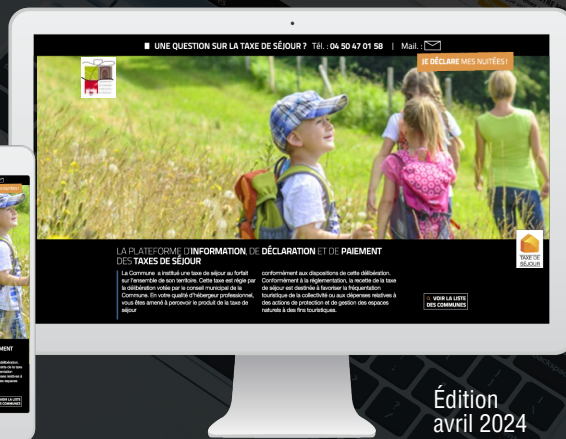 UNE QUESTION SUR LA TAXE DE SÉJOUR ? Tél. : 04 50 47 01 58 | Mail. :
JE DÉCLARE MES NUITÉES !
LA PLATEFORME D'INFORMATION, DE DÉCLARATION ET DE PAIEMENT
DES TAXES DE SÉJOUR
La Commune a institué une taxe de séjour au forfait
sur l'ensemble de son territoire. Cette taxe est régie par
la délibération votée par le conseil municipal de la
Commune. En votre qualité d'hébergeur professionnel,
vous êtes amené à percevoir le produit de la taxe de
séjour
conformément aux dispositions de cette délibération.
Conformément à la réglementation, la recette de la taxe
de séjour est destinée à favoriser la fréquentation
touristique de la collectivité ou aux dépenses relatives à
des actions de protection et de gestion des espaces
naturels à des fins touristiques.
TAXE DE
SÉJOUR
VOIR LA LISTE
DES COMMUNES
Édition
avril 2024